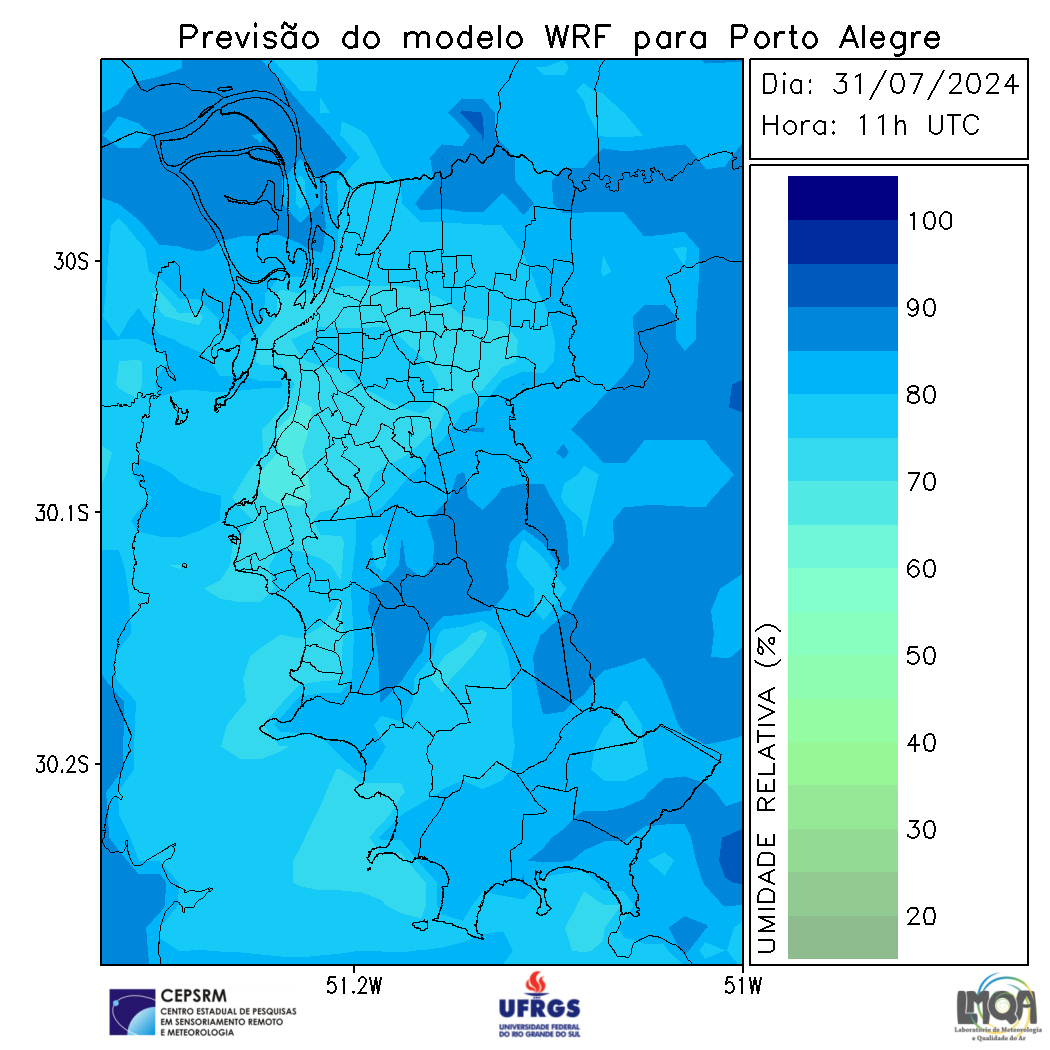 Previsão do modelo WRF para Porto Alegre
Dia: 31/07/2024
Hora: 11h UTC
30S
30.1S
30.2S
51.2W
51W
100
90
80
70
60
50
40
30
20
UMIDADE RELATIVA (%)
CEPSRM
CENTRO ESTADUAL DE PESQUISAS
EM SENSORIAMENTO REMOTO
E METEOROLOGIA
UFRGS
UNIVERSIDADE FEDERAL
DO RIO GRANDE DO SUL
LMQA
Laboratório de Meteorologia
e Qualidade do Ar